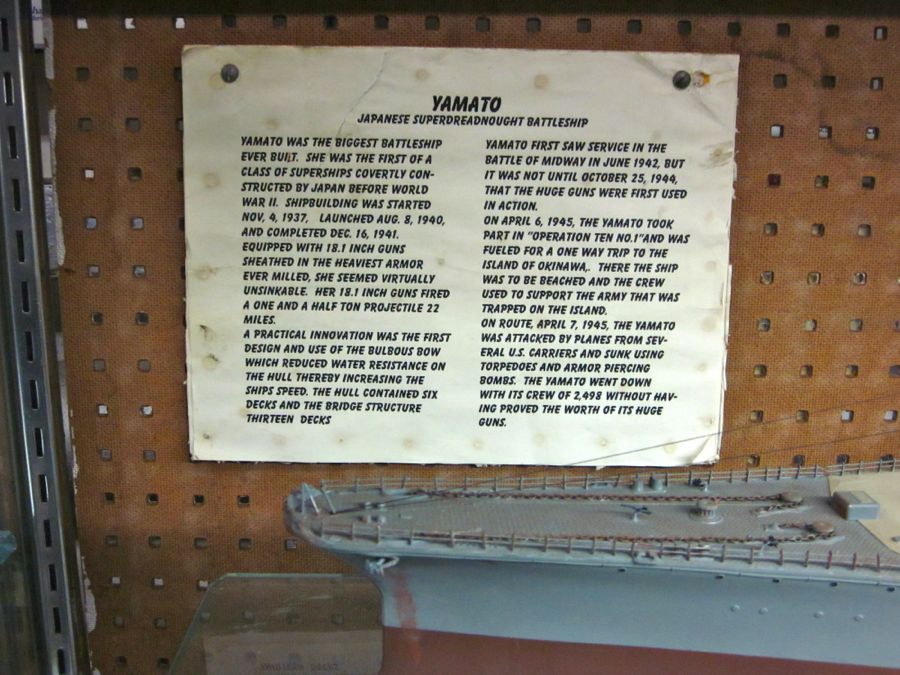 YAMATO
JAPANESE SUPERDREADNOUGHT BATTLESHIP
YAMATO WAS THE BIGGEST BATTLESHIP
EVER BUILT. SHE WAS THE FIRST OF A
CLASS OF SUPERSHIPS COVERTLY CON-
STRUCTED BY JAPAN BEFORE WORLD
WAR II. SHIPBUILDING WAS STARTED
NOV, 4, 1937, LAUNCHED AUG. 8, 1940,
AND COMPLETED DEC. 16, 1941.
EQUIPPED WITH 18.1 INCH GUNS
SHEATHED IN THE HEAVIEST ARMOR
EVER MILLED, SHE SEEMED VIRTUALLY
UNSINKABLE. HER 18.1 INCH GUNS FIRED
A ONE AND A HALF TON PROJECTILE 22
MILES.
A PRACTICAL INNOVATION WAS THE FIRST
DESIGN AND USE OF THE BULBOUS BOW
WHICH REDUCED WATER RESISTANCE ON
THE HULL THEREBY INCREASING THE
SHIPS SPEED. THE HULL CONTAINED SIX
DECKS AND THE BRIDGE STRUCTURE
THIRTEEN DECKS
YAMATO FIRST SAW SERVICE IN THE
BATTLE OF MIDWAY IN JUNE 1942, BUT
IT WAS NOT UNTIL OCTOBER 25, 1944,
THAT THE HUGE GUNS WERE FIRST USED
IN ACTION.
ON APRIL 6, 1945, THE YAMATO TOOK
PART IN "OPERATION TEN NO.1"AND WAS
FUELED FOR A ONE WAY TRIP TO THE
ISLAND OF OKINAWA,. THERE THE SHIP
WAS TO BE BEACHED AND THE CREW
USED TO SUPPORT THE ARMY THAT WAS
TRAPPED ON THE ISLAND.
ON ROUTE, APRIL 7, 1945, THE YAMATO
WAS ATTACKED BY PLANES FROM SEV-
ERAL U.S. CARRIERS AND SUNK USING
TORPEDOES AND ARMOR PIERCING
BOMBS. THE YAMATO WENT DOWN
WITH ITS CREW OF 2,498 WITHOUT HAV-
ING PROVED THE WORTH OF ITS HUGE
GUNS.